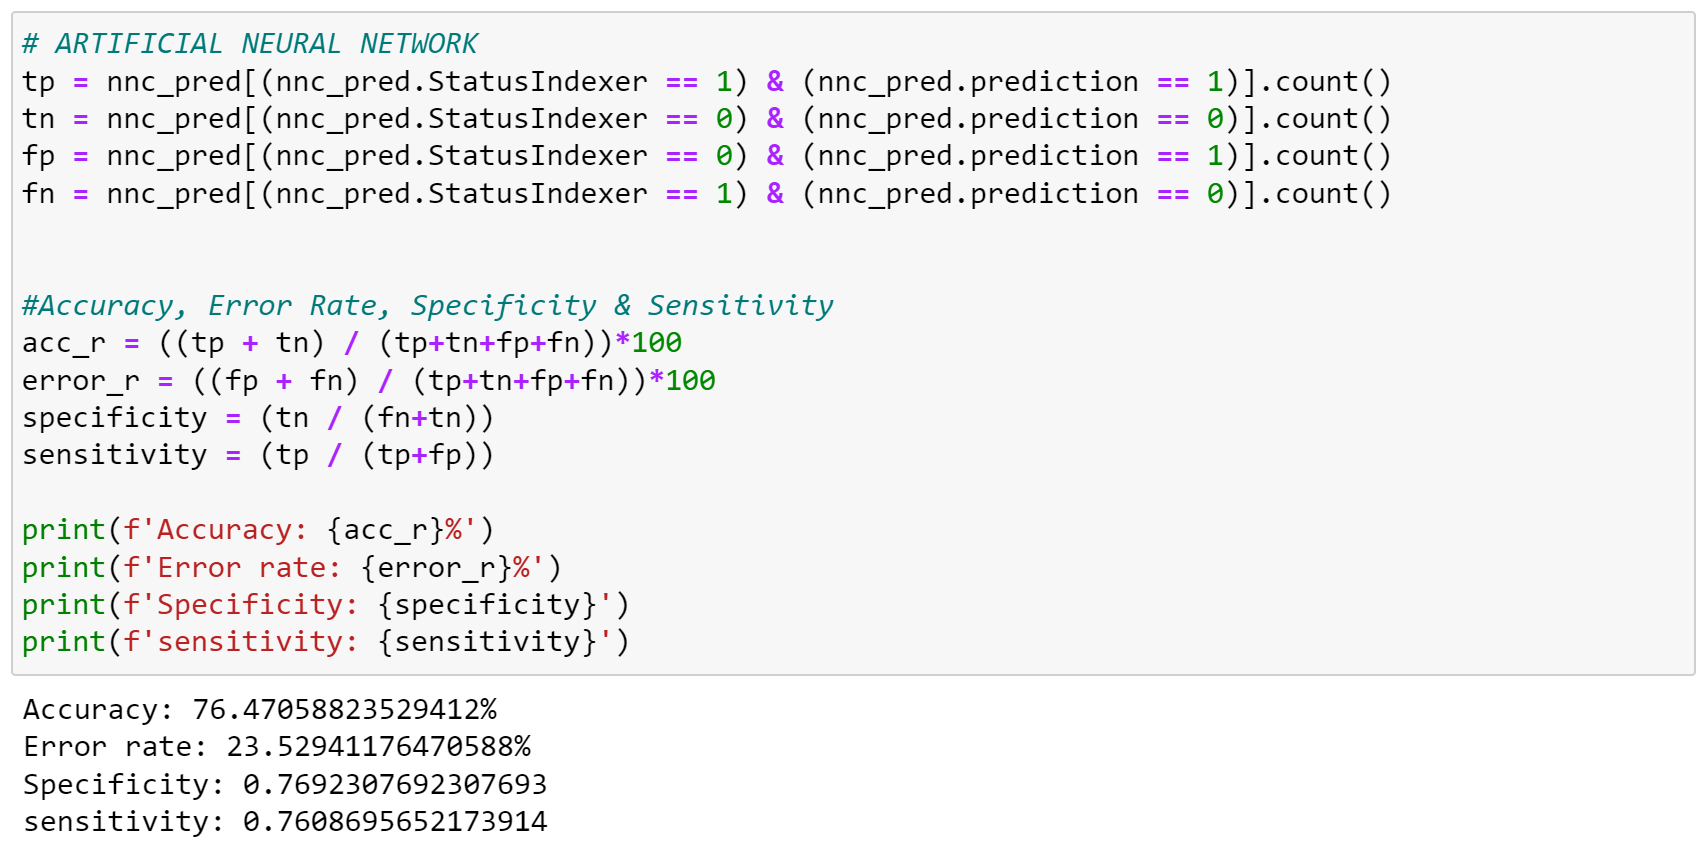 # ARTIFICIAL NEURAL NETWORK
tp = nnc_pred[(nnc_pred.StatusIndexer == 1) & (nnc_pred.prediction == 1)].count()
tn = nnc_pred[(nnc_pred.StatusIndexer == 0) & (nnc_pred.prediction == 0)].count()
fp = nnc_pred[(nnc_pred.StatusIndexer == 0) & (nnc_pred.prediction == 1)].count()
fn = nnc_pred[(nnc_pred.StatusIndexer == 1) & (nnc_pred.prediction == 0)].count()
#Accuracy, Error Rate, Specificity & Sensitivity
acc_r = ((tp + tn) / (tp+tn+fp+fn))*100
error_r = ((fp + fn) / (tp+tn+fp+fn))*100
specificity = (tn / (fn+tn))
sensitivity = (tp / (tp+fp))
print(f'Accuracy: {acc_r}%')
print(f'Error rate: {error_r}%')
print(f'Specificity: {specificity}')
print(f'sensitivity: {sensitivity}')
Accuracy: 76.47058823529412%
Error rate: 23.52941176470588%
Specificity: 0.7692307692307693
sensitivity: 0.7608695652173914